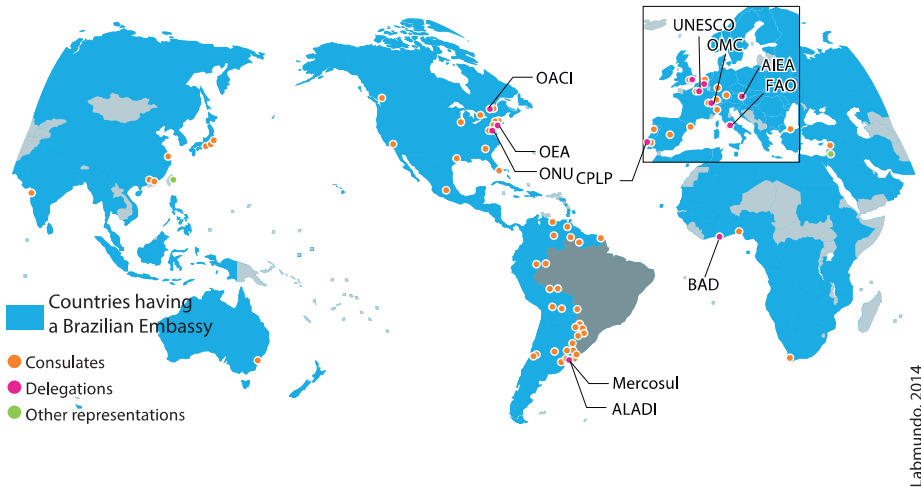 UNESCO
OMC
AIEA
FAO
OACI
OEA
ONU
CPLP
BAD
Countries having
a Brazilian Embassy
Consulates
Delegations
Other representations
Mercosul
ALADI
Labmundo, 2014